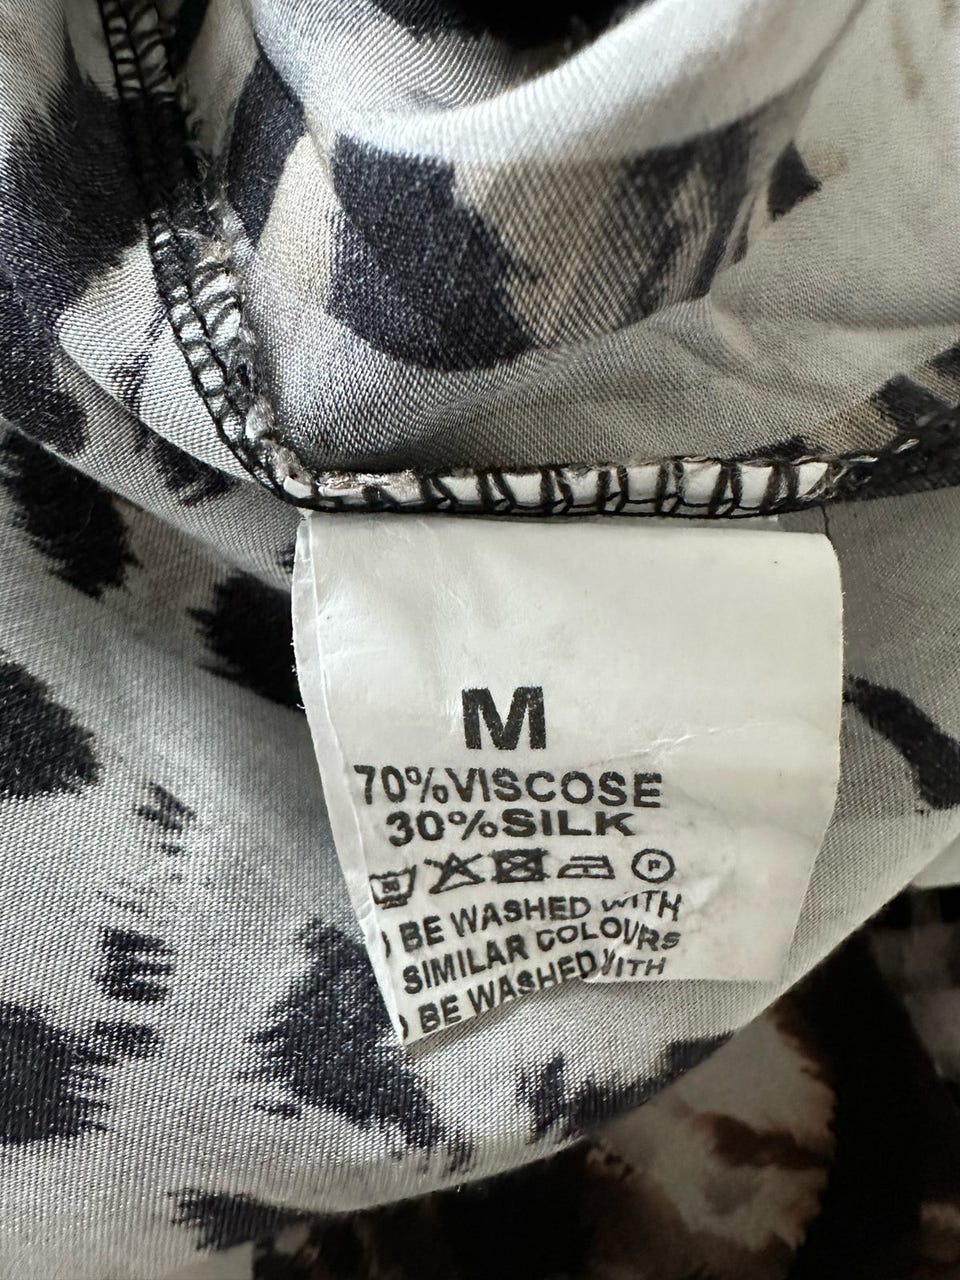 M
70%VISCOSE
30%SILK
P
BE WASHED WITH
SIMILAR COLOURS
BE WASHED WITH